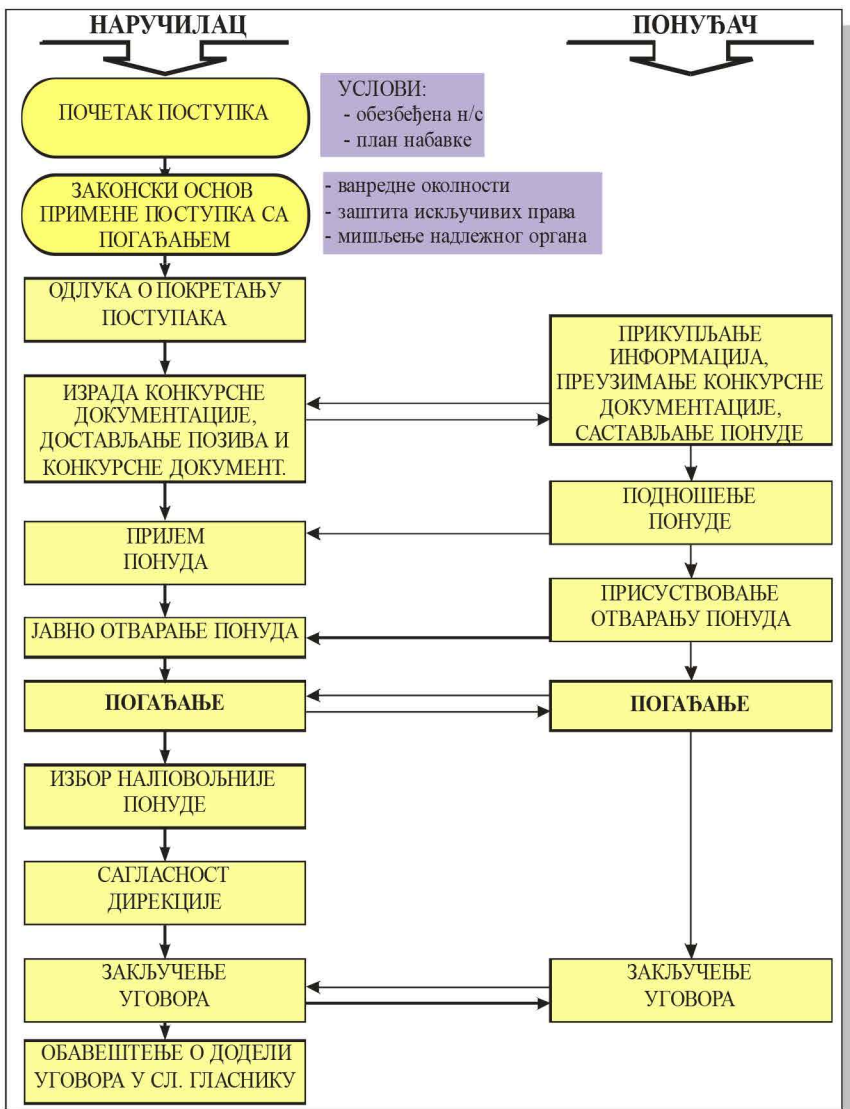 НАРУЧИЛАЦ
ПОНУЂАЧ
ПОЧЕТАК ПОСТУПКА
УСЛОВИ:
- обезбеђена н/с
- план набавке
ЗАКОНСКИ ОСНОВ
ПРИМЕНЕ ПОСТУПКА СА
ПОГАЂАЊЕМ
- ванредне околности
- заштита искључивих права
- мишљење надлежног органа
ОДЛУКА О ПОКРЕТАЊУ
ПОСТУПАКА
ИЗРАДА КОНКУРСНЕ
ДОКУМЕНТАЦИЈЕ,
ДОСТАВЉАЊЕ ПОЗИВА И
КОНКУРСНЕ ДОКУМЕНТ.
ПРИКУПЉАЊЕ
ИНФОРМАЦИЈА,
ПРЕУЗИМАЊЕ КОНКУРСНЕ
ДОКУМЕНТАЦИЈЕ,
САСТАВЉАЊЕ ПОНУДЕ
ПОДНОШЕЊЕ
ПОНУДЕ
ПРИЈЕМ
ПОНУДА
ПРИСУСТВОВАЊЕ
ОТВАРАЊУ ПОНУДА
ЈАВНО ОТВАРАЊЕ ПОНУДА
ПОГАЂАЊЕ
ПОГАЂАЊЕ
ИЗБОР НАЈПОВОЉНИЈЕ
ПОНУДЕ
САГЛАСНОСТ
ДИРЕКЦИЈЕ
ЗАКЉУЧЕЊЕ
УГОВОРА
ЗАКЉУЧЕЊЕ
УГОВОРА
ОБАВЕШТЕЊЕ О ДОДЕЛИ
УГОВОРА У СЛ. ГЛАСНИКУ